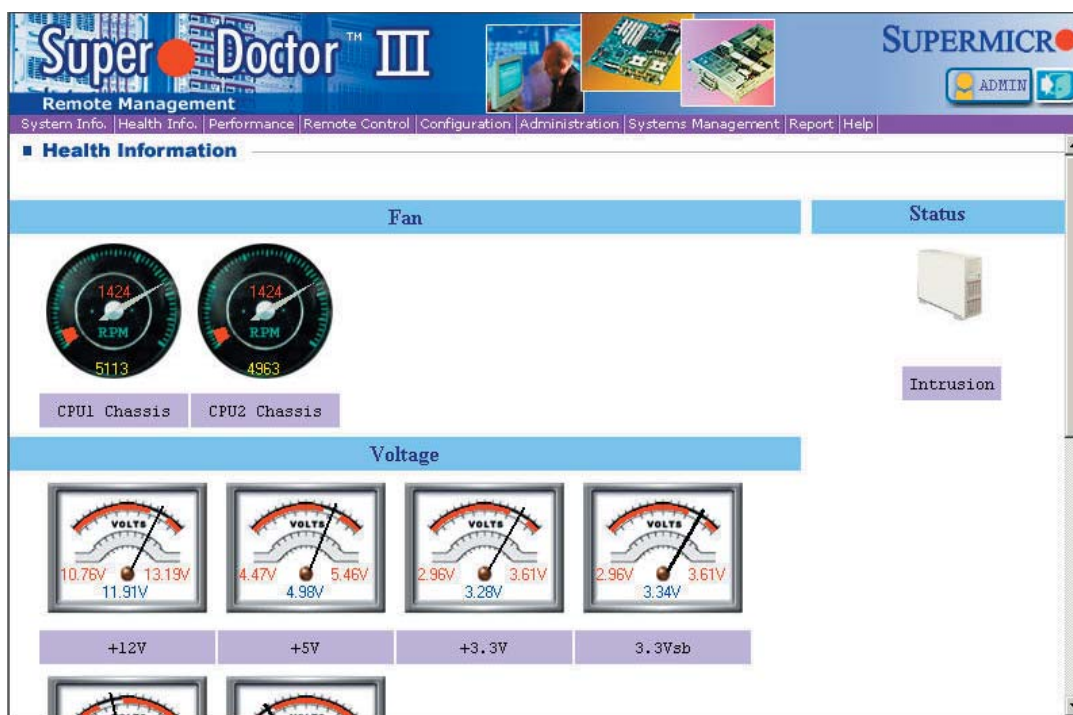 Super Doctor ™ III
SUPERMICR
ADMIN
Remote Management
System Info. Health Info. Performance Remote Control Configuration Administration Systems Management Report Help
Health Information
Fan
Status
1424 1424
RPM RPM
5113 4963
CPU1 Chassis CPU2 Chassis
Intrusion
Voltage
VOLTS VOLTS VOLTS VOLTS
10.76V 13.19V 4.47V 5.46V 2.96V 3.61V 2.96V 3.61V
11.91V 4.98V 3.28V 3.34V
+12V +5V +3.3V 3.3Vsb